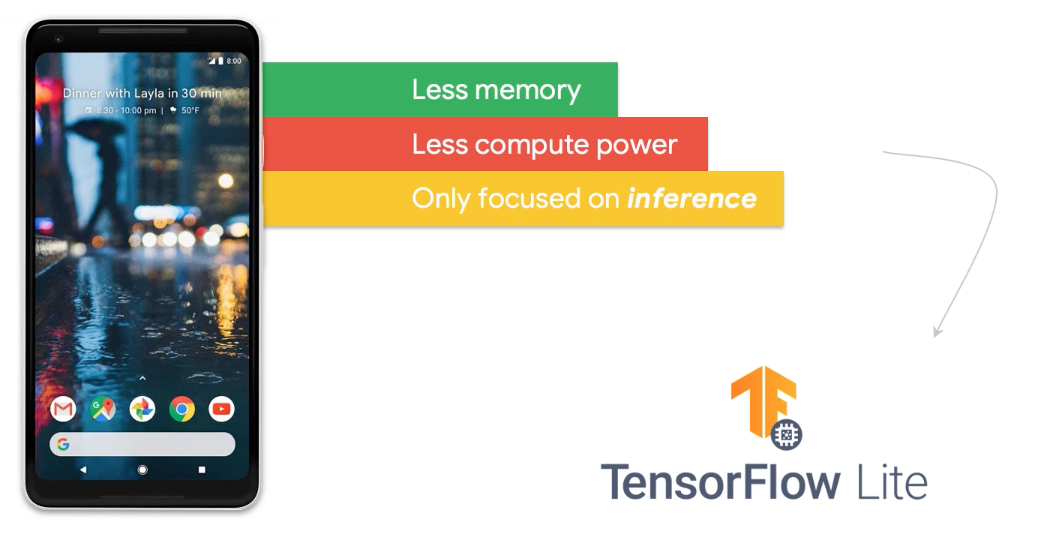 8:00
Dinner with Layla in 30 min
8:30 - 10:00 pm | 50°F
Less memory
Less compute power
Only focused on inference
TensorFlow Lite